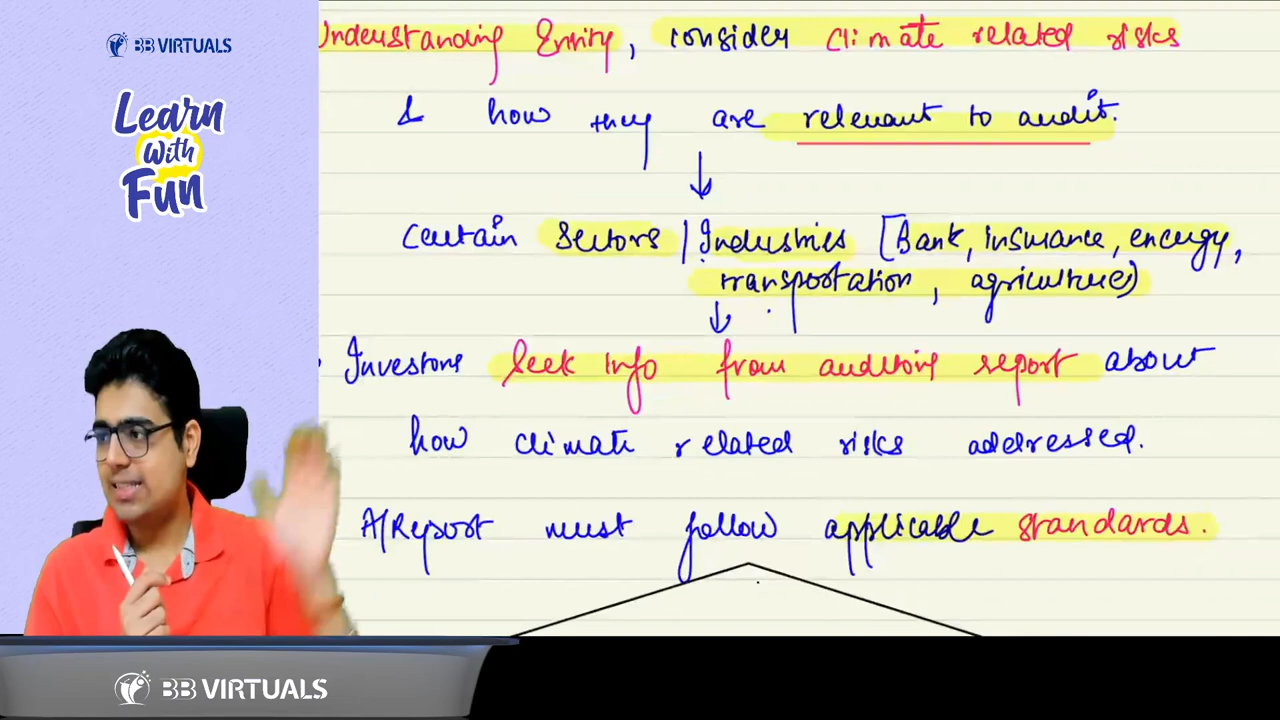 BB VIRTUALS
Learn
With
Fun
Understanding Entity, consider climate related risks
& how they are relevant to audit.
↓
Certain Sectors / Industries [Bank, insurance, energy,
transportation, agriculture)
↓
Investors seek info from auditing report about
how climate related risks addressed.
A/Report must follow applicable standards.
BB VIRTUALS